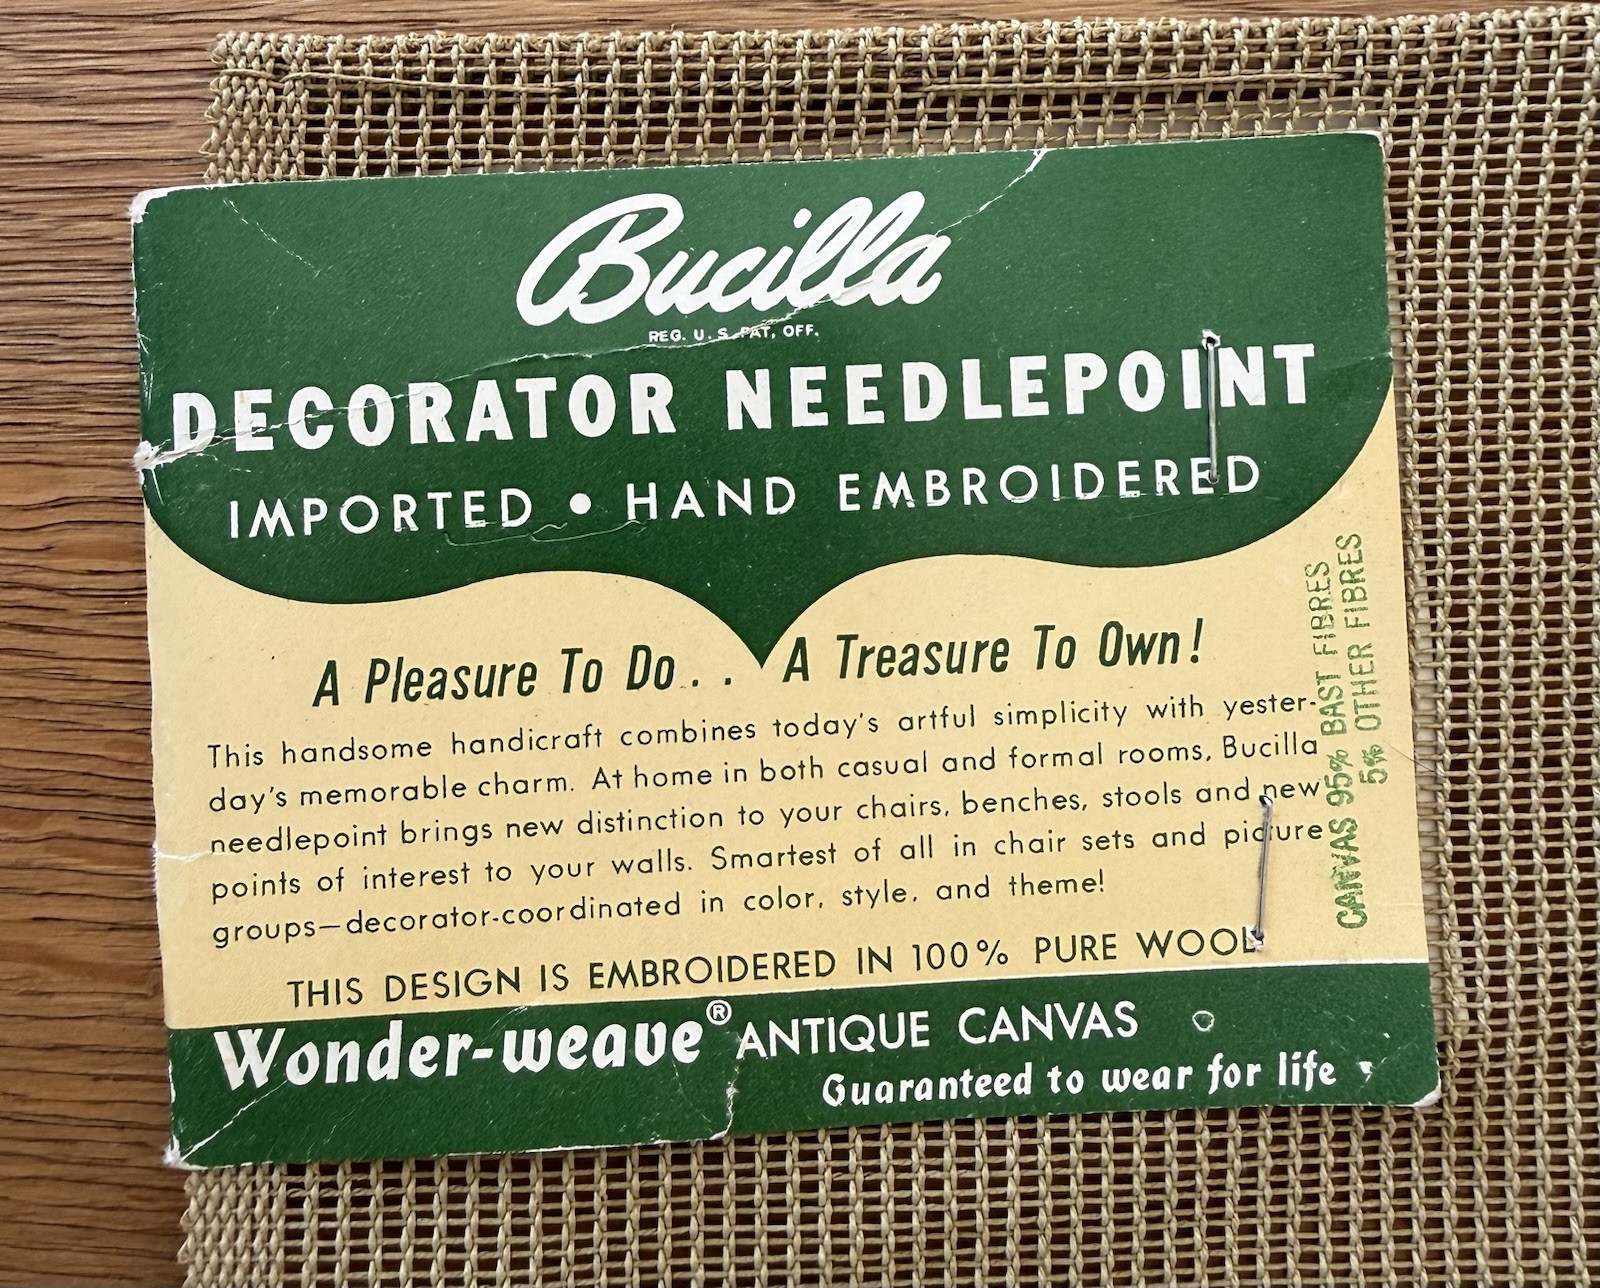 Bucilla
REG. U. S. PAT, OFF.
DECORATOR NEEDLEPOINT
IMPORTED • HAND EMBROIDERED
A Pleasure To Do . . A Treasure To Own!
This handsome handicraft combines today's artful simplicity with yester-
day's memorable charm. At home in both casual and formal rooms, Bucilla
needlepoint brings new distinction to your chairs, benches, stools and new
points of interest to your walls. Smartest of all in chair sets and picture
groups—decorator-coordinated in color, style, and theme!
THIS DESIGN IS EMBROIDERED IN 100% PURE WOOL
Wonder-weave® ANTIQUE CANVAS
Guaranteed to wear for life
CANVAS 95% BAST FIBRES
5% OTHER FIBRES